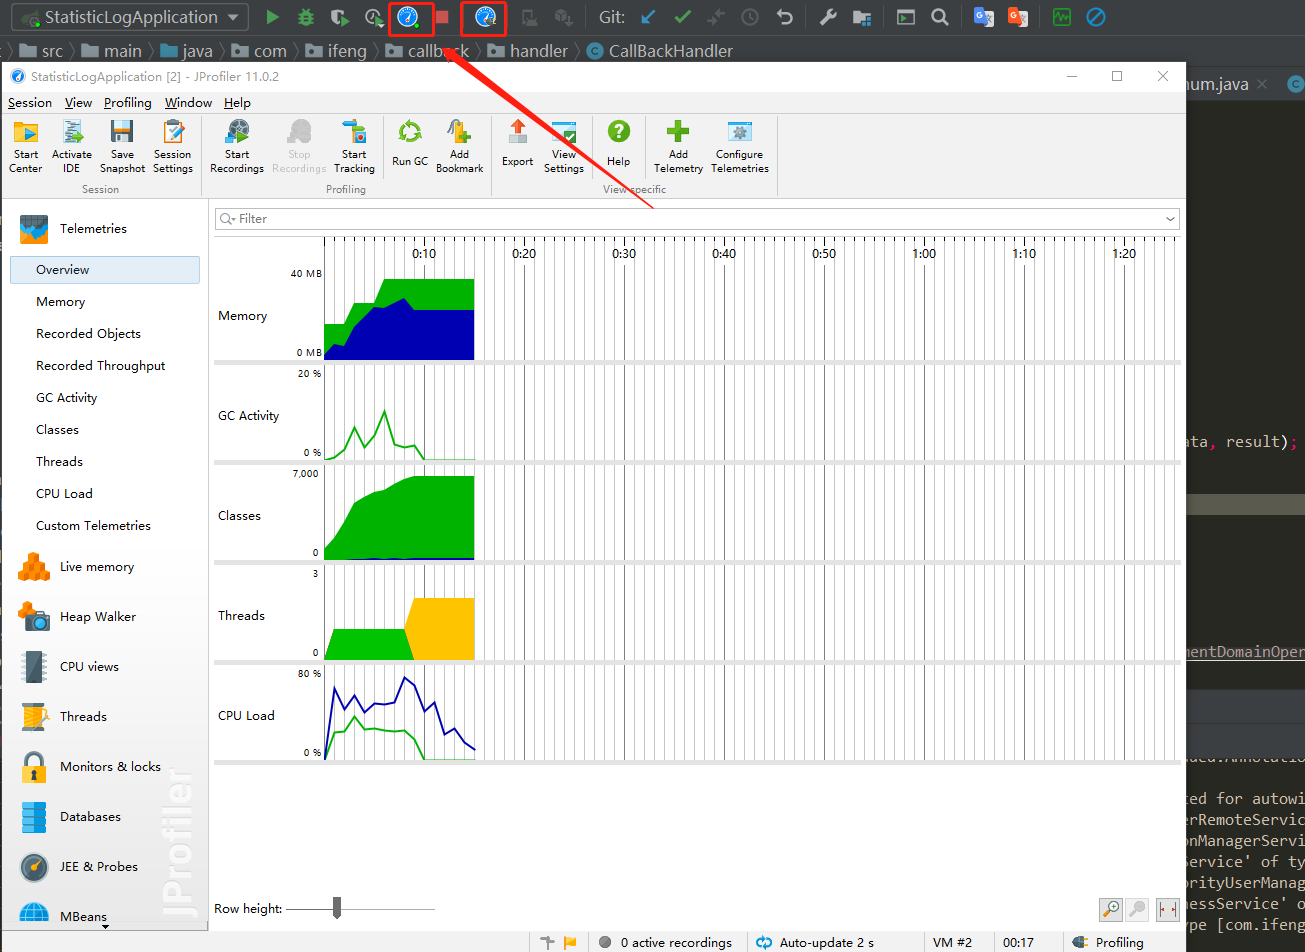 StatisticLogApplication
Git:
src
main
java
com
ifeng
callback
handler
CallBackHandler
StatisticLogApplication [2] - JProfiler 11.0.2
num.java
Session View Profiling Window Help
Start Center
Activate IDE
Save Snapshot
Session Settings
Start Recordings
Stop Recordings
Start Tracking
Run GC
Add Bookmark
Export
View Settings
Help
Add Telemetry
Configure Telemetries
Session
Profiling
View specific
Telemetries
Overview
Memory
Recorded Objects
Recorded Throughput
GC Activity
Classes
Threads
CPU Load
Custom Telemetries
Live memory
Heap Walker
CPU views
Threads
Monitors & locks
Databases
JEE & Probes
MBeans
JProfiler
Filter
0:10 0:20 0:30 0:40 0:50 1:00 1:10 1:20
40 MB
Memory
0 MB
20 %
GC Activity
0 %
7,000
Classes
0
3
Threads
0
80 %
CPU Load
0 %
Row height:
0 active recordings
Auto-update 2 s
VM #2
00:17
Profiling
ata, result);
mentDomainOper
ded.Annotatio
ted for autowi
erRemoteServic
onManagerServi
Service' of ty
orityUserManag
nessService' o
ype [com.ifeng